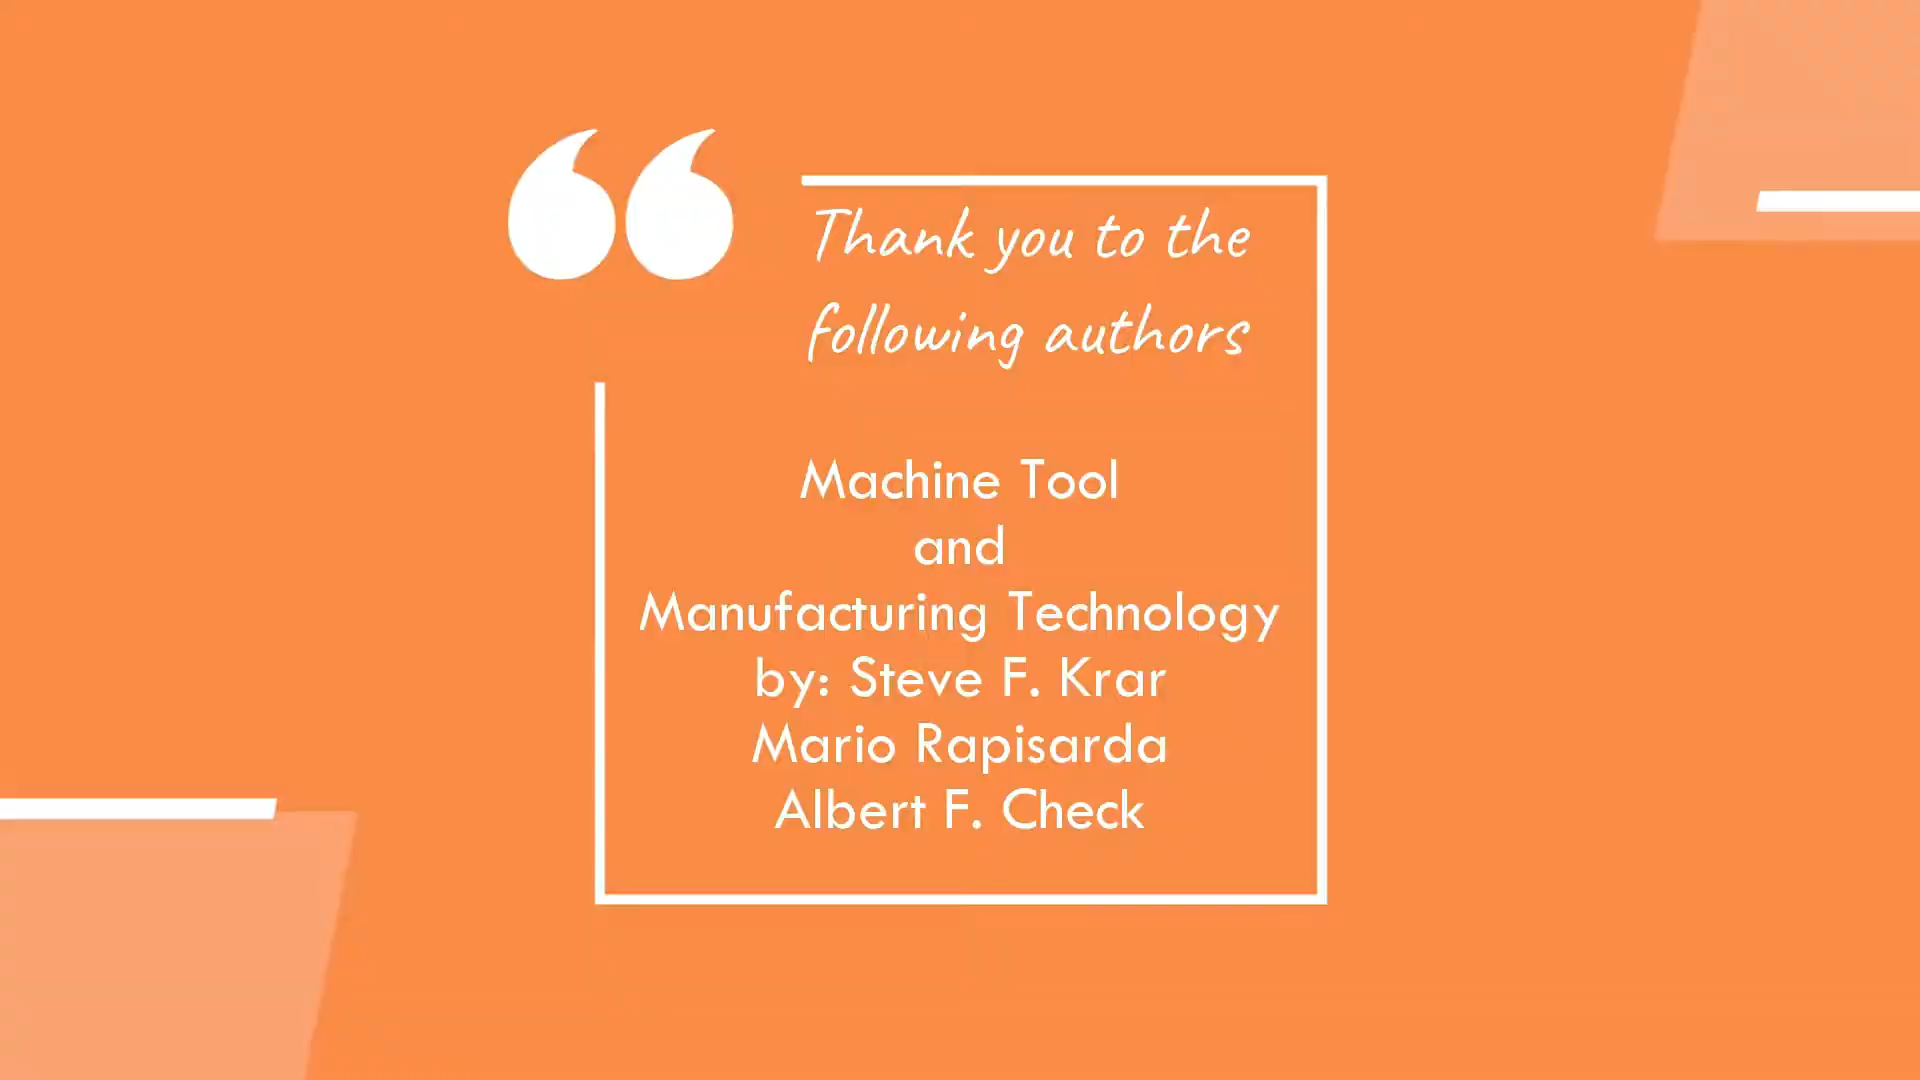 Thank you to the
following authors
Machine Tool
and
Manufacturing Technology
by: Steve F. Krar
Mario Rapisarda
Albert F. Check